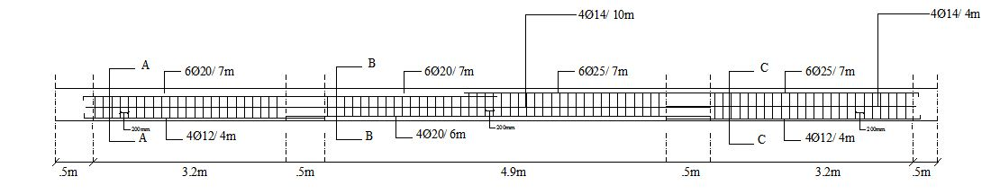 4Ø14/ 10m
4Ø14/ 4m
A
6Ø20/ 7m
B
6Ø20/ 7m
6Ø25/ 7m
C
6Ø25/ 7m
200mm
A
4Ø12/ 4m
B
4Ø20/ 6m
200mm
C
4Ø12/ 4m
200mm
.5m
3.2m
.5m
4.9m
.5m
3.2m
.5m